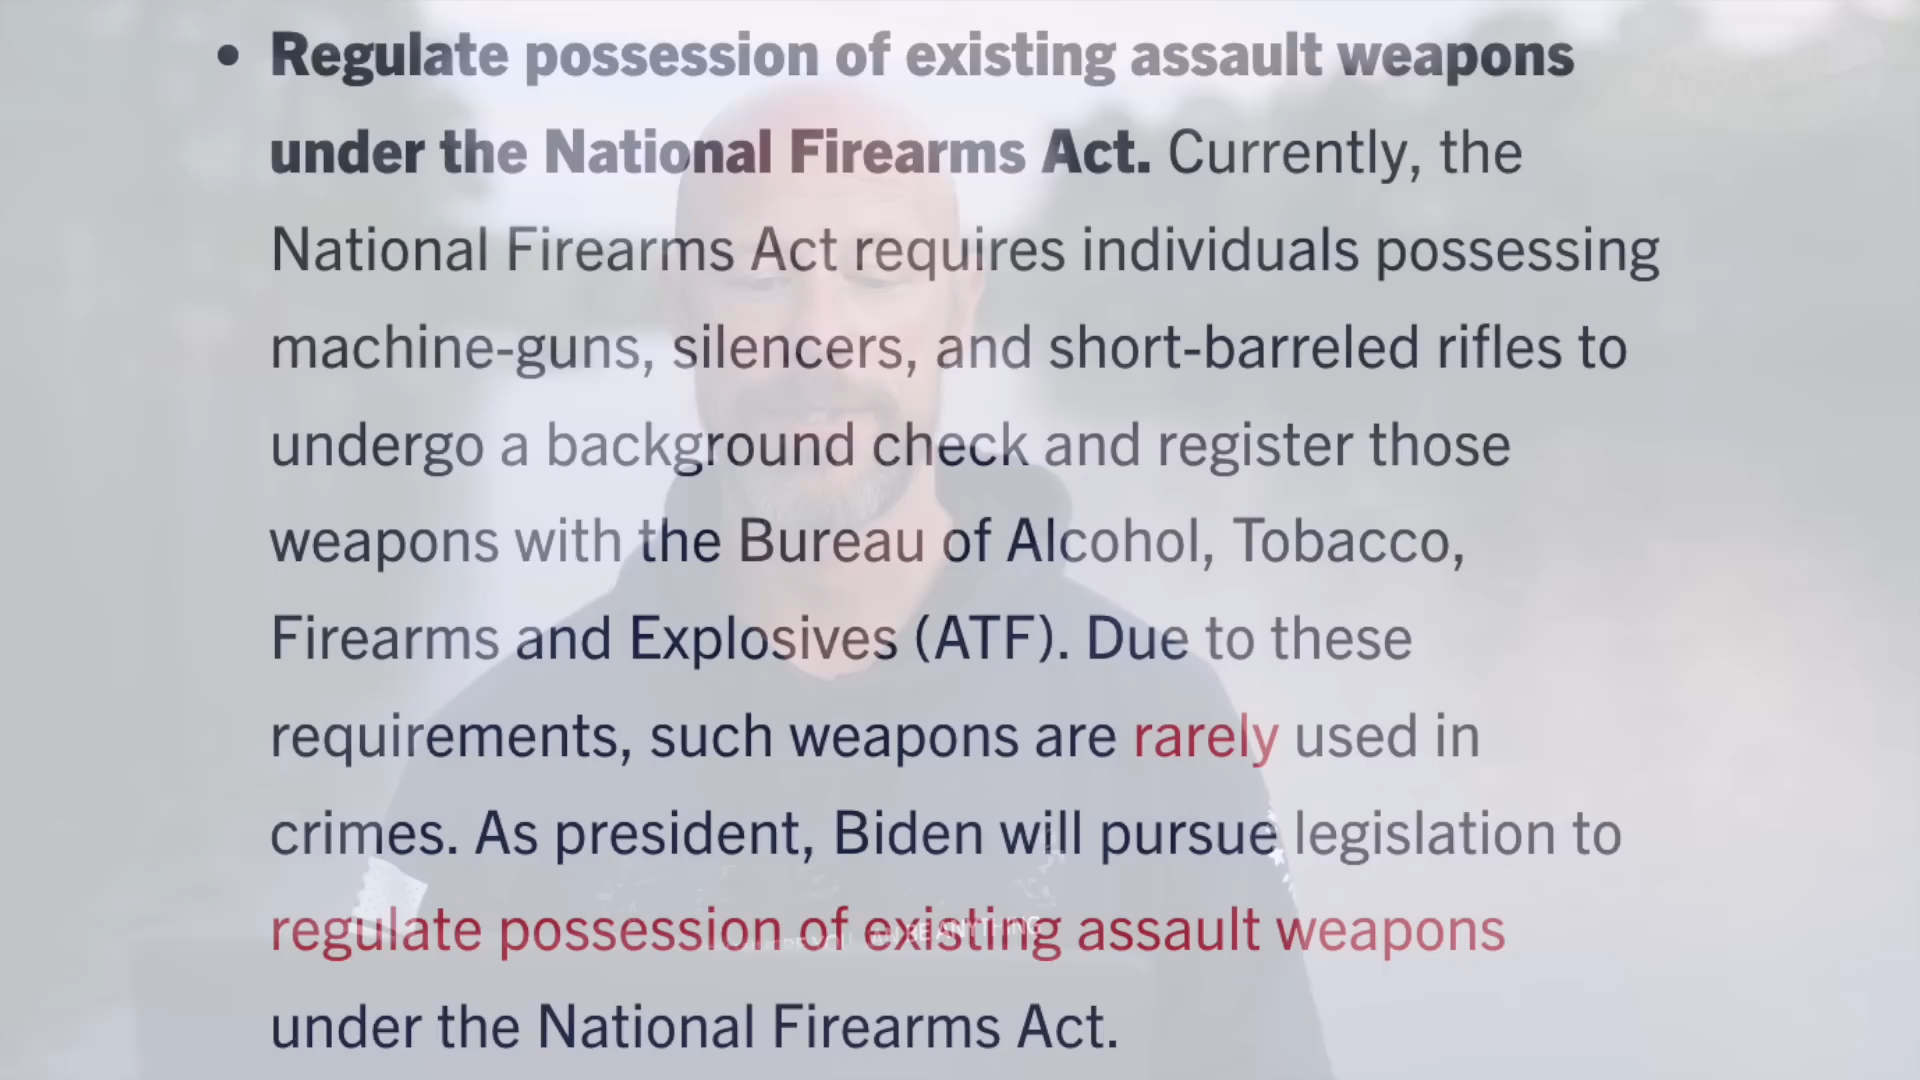 • Regulate possession of existing assault weapons
under the National Firearms Act. Currently, the
National Firearms Act requires individuals possessing
machine-guns, silencers, and short-barreled rifles to
undergo a background check and register those
weapons with the Bureau of Alcohol, Tobacco,
Firearms and Explosives (ATF). Due to these
requirements, such weapons are rarely used in
crimes. As president, Biden will pursue legislation to
regulate possession of existing assault weapons
under the National Firearms Act.
BE ANYTHING